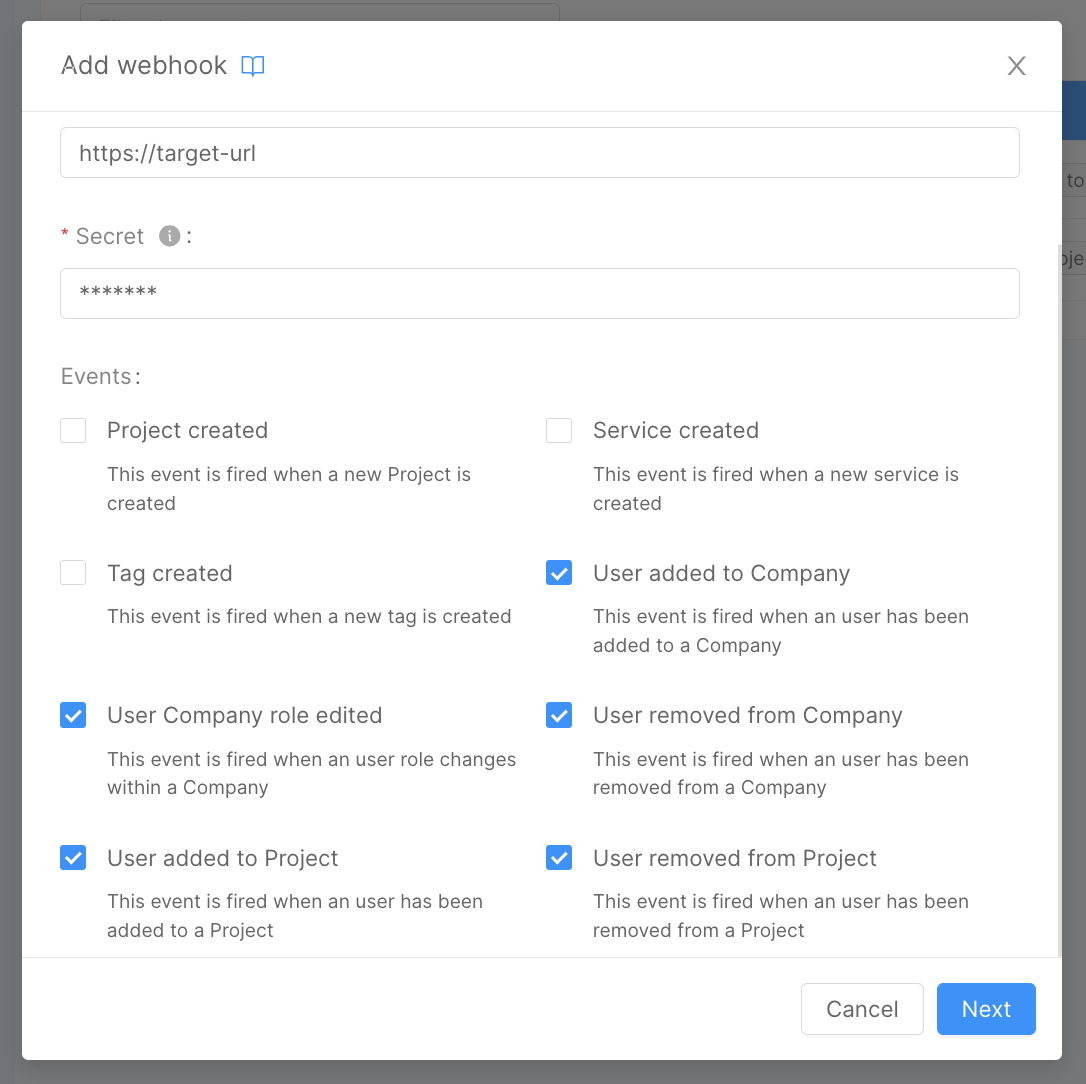 Add webhook
https://target-url
* Secret :
*******
Events:
Project created
This event is fired when a new Project is
created
Service created
This event is fired when a new service is
created
Tag created
This event is fired when a new tag is created
User added to Company
This event is fired when an user has been
added to a Company
User Company role edited
This event is fired when an user role changes
within a Company
User removed from Company
This event is fired when an user has been
removed from a Company
User added to Project
This event is fired when an user has been
added to a Project
User removed from Project
This event is fired when an user has been
removed from a Project
Cancel
Next
to